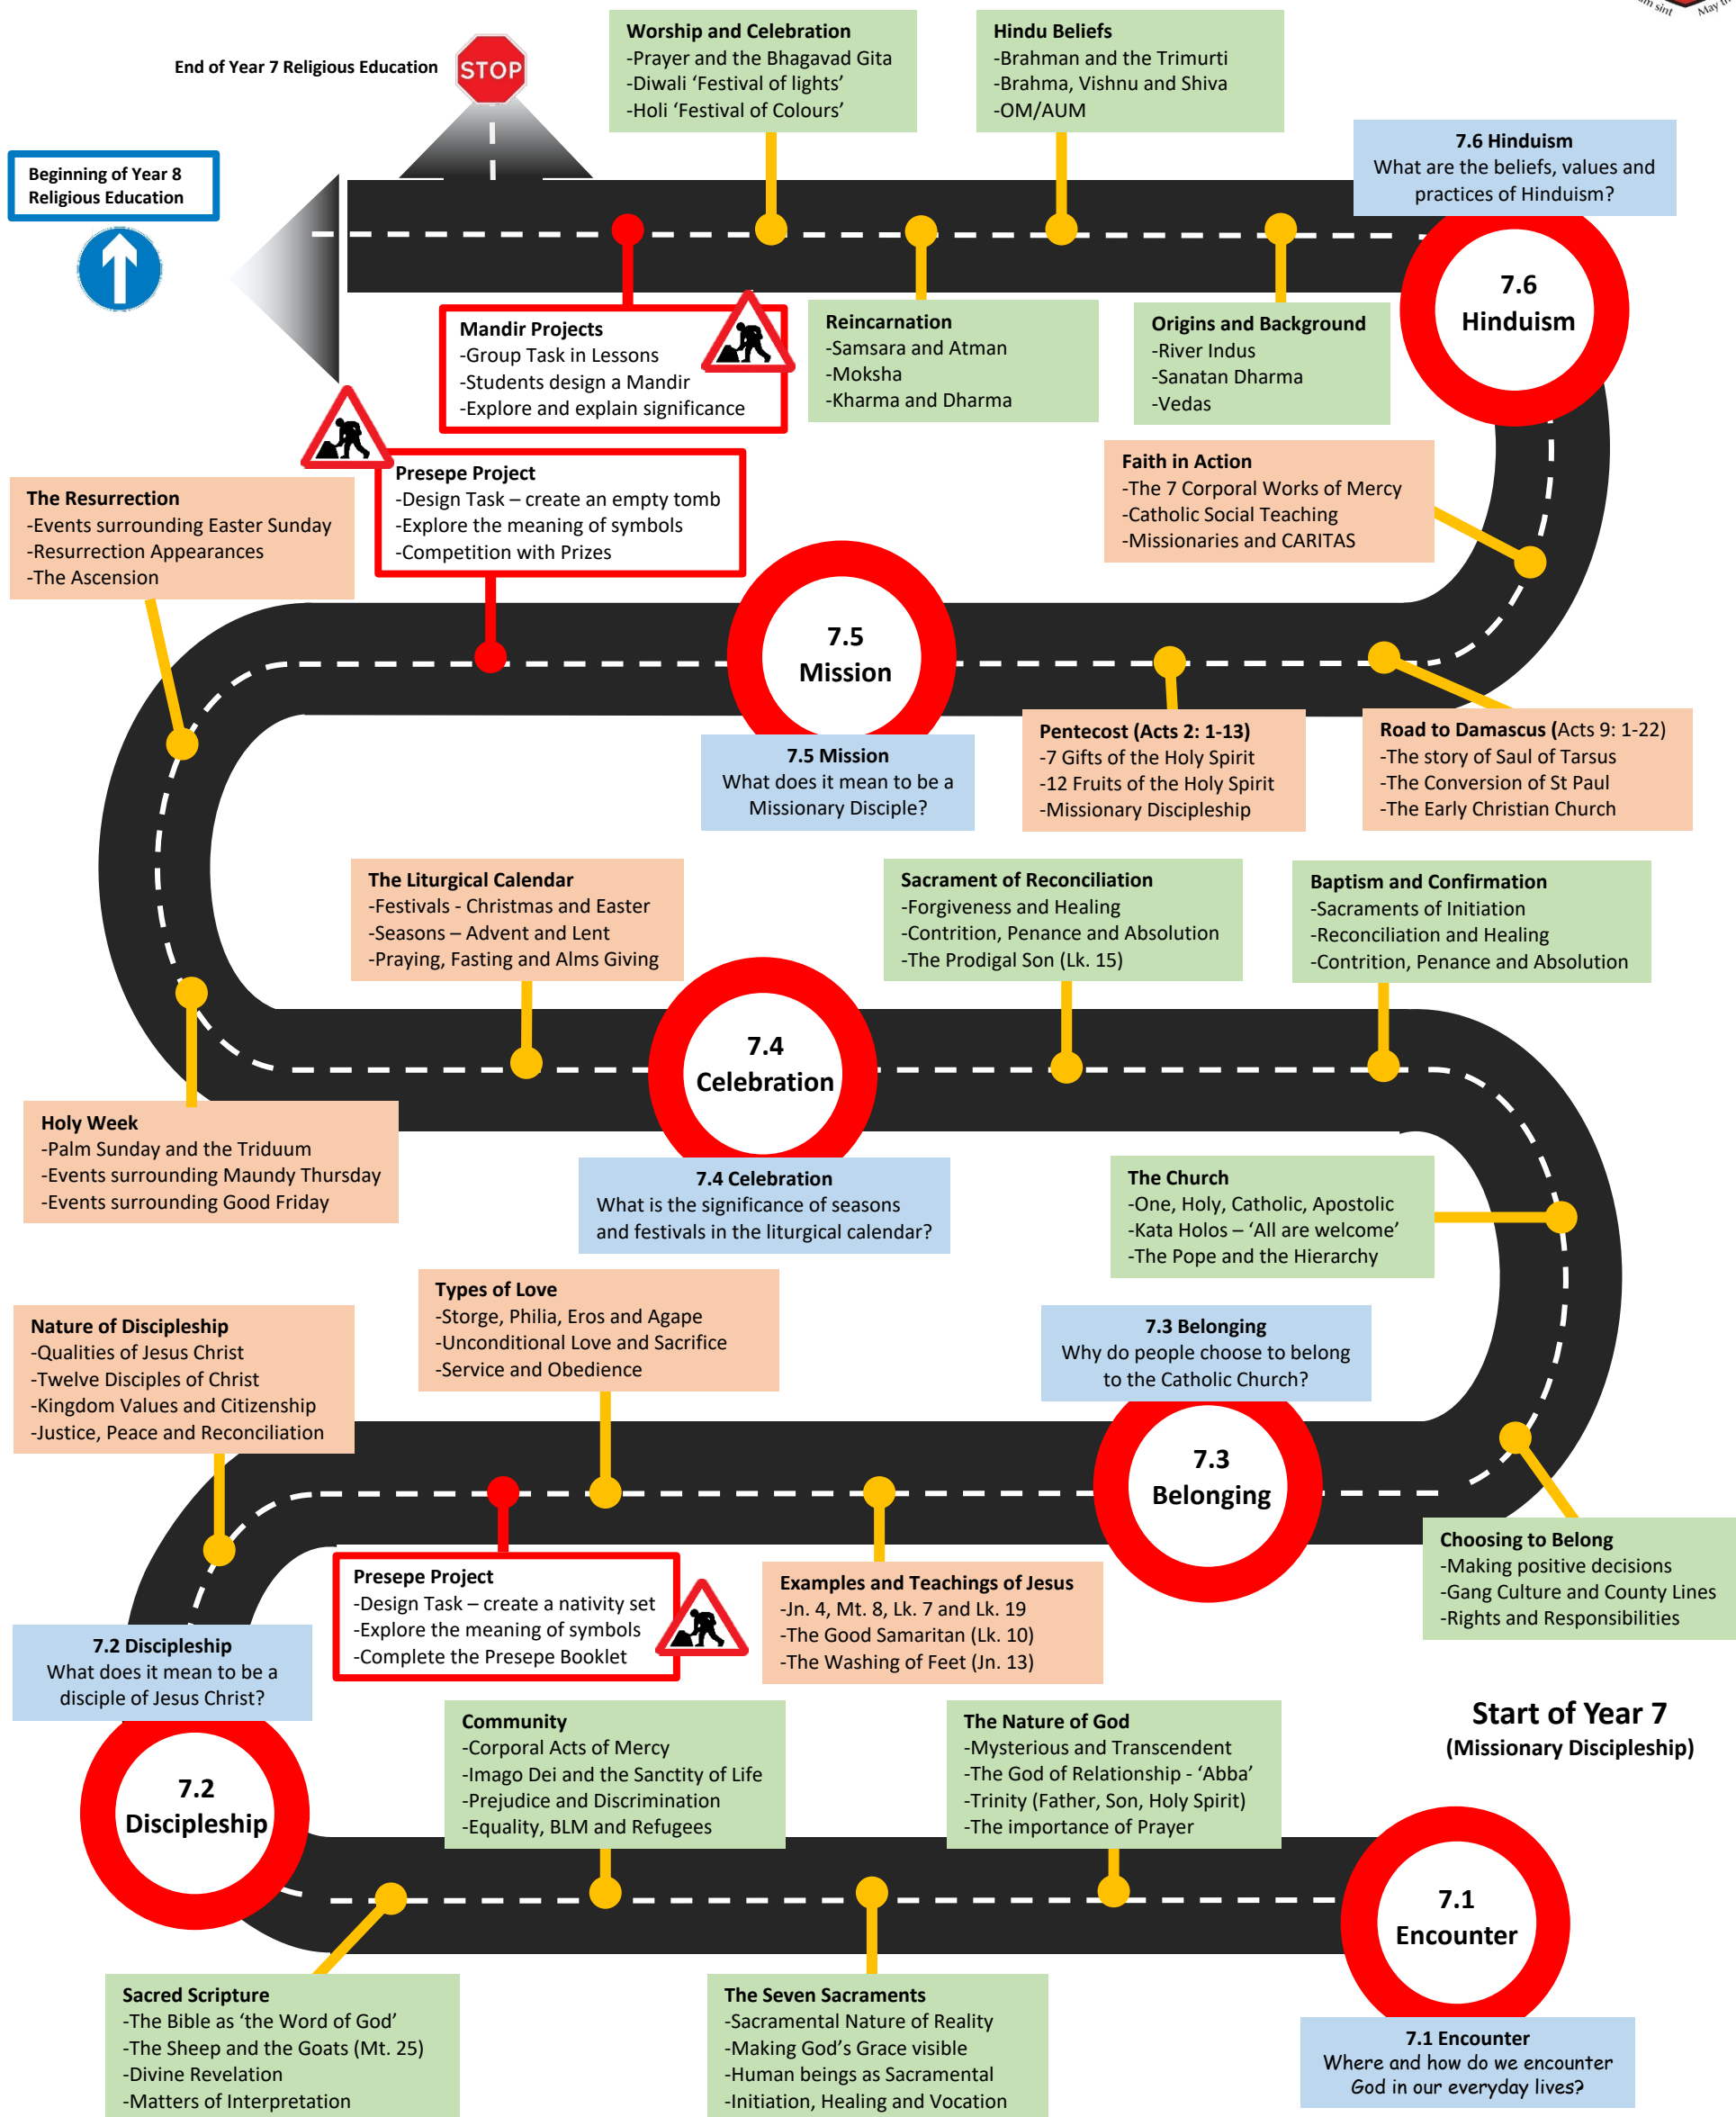 um sint
May th
End of Year 7 Religious Education
STOP
Worship and Celebration
-Prayer and the Bhagavad Gita
-Diwali ‘Festival of lights’
-Holi ‘Festival of Colours’
Hindu Beliefs
-Brahman and the Trimurti
-Brahma, Vishnu and Shiva
-OM/AUM
7.6 Hinduism
What are the beliefs, values and
practices of Hinduism?
Beginning of Year 8
Religious Education
7.6
Hinduism
Mandir Projects
-Group Task in Lessons
-Students design a Mandir
-Explore and explain significance
Reincarnation
-Samsara and Atman
-Moksha
-Kharma and Dharma
Origins and Background
-River Indus
-Sanatan Dharma
-Vedas
Presepe Project
-Design Task – create an empty tomb
-Explore the meaning of symbols
-Competition with Prizes
Faith in Action
-The 7 Corporal Works of Mercy
-Catholic Social Teaching
-Missionaries and CARITAS
The Resurrection
-Events surrounding Easter Sunday
-Resurrection Appearances
-The Ascension
7.5
Mission
7.5 Mission
What does it mean to be a
Missionary Disciple?
Pentecost (Acts 2: 1-13)
-7 Gifts of the Holy Spirit
-12 Fruits of the Holy Spirit
-Missionary Discipleship
Road to Damascus (Acts 9: 1-22)
-The story of Saul of Tarsus
-The Conversion of St Paul
-The Early Christian Church
The Liturgical Calendar
-Festivals - Christmas and Easter
-Seasons – Advent and Lent
-Praying, Fasting and Alms Giving
Sacrament of Reconciliation
-Forgiveness and Healing
-Contrition, Penance and Absolution
-The Prodigal Son (Lk. 15)
Baptism and Confirmation
-Sacraments of Initiation
-Reconciliation and Healing
-Contrition, Penance and Absolution
7.4
Celebration
Holy Week
-Palm Sunday and the Triduum
-Events surrounding Maundy Thursday
-Events surrounding Good Friday
7.4 Celebration
What is the significance of seasons
and festivals in the liturgical calendar?
The Church
-One, Holy, Catholic, Apostolic
-Kata Holos – ‘All are welcome’
-The Pope and the Hierarchy
Types of Love
-Storge, Philia, Eros and Agape
-Unconditional Love and Sacrifice
-Service and Obedience
Nature of Discipleship
-Qualities of Jesus Christ
-Twelve Disciples of Christ
-Kingdom Values and Citizenship
-Justice, Peace and Reconciliation
7.3 Belonging
Why do people choose to belong
to the Catholic Church?
7.3
Belonging
Choosing to Belong
-Making positive decisions
-Gang Culture and County Lines
-Rights and Responsibilities
Presepe Project
-Design Task – create a nativity set
-Explore the meaning of symbols
-Complete the Presepe Booklet
Examples and Teachings of Jesus
-Jn. 4, Mt. 8, Lk. 7 and Lk. 19
-The Good Samaritan (Lk. 10)
-The Washing of Feet (Jn. 13)
7.2 Discipleship
What does it mean to be a
disciple of Jesus Christ?
7.2
Discipleship
Community
-Corporal Acts of Mercy
-Imago Dei and the Sanctity of Life
-Prejudice and Discrimination
-Equality, BLM and Refugees
The Nature of God
-Mysterious and Transcendent
-The God of Relationship - ‘Abba’
-Trinity (Father, Son, Holy Spirit)
-The importance of Prayer
Start of Year 7
(Missionary Discipleship)
7.1
Encounter
Sacred Scripture
-The Bible as ‘the Word of God’
-The Sheep and the Goats (Mt. 25)
-Divine Revelation
-Matters of Interpretation
The Seven Sacraments
-Sacramental Nature of Reality
-Making God’s Grace visible
-Human beings as Sacramental
-Initiation, Healing and Vocation
7.1 Encounter
Where and how do we encounter
God in our everyday lives?